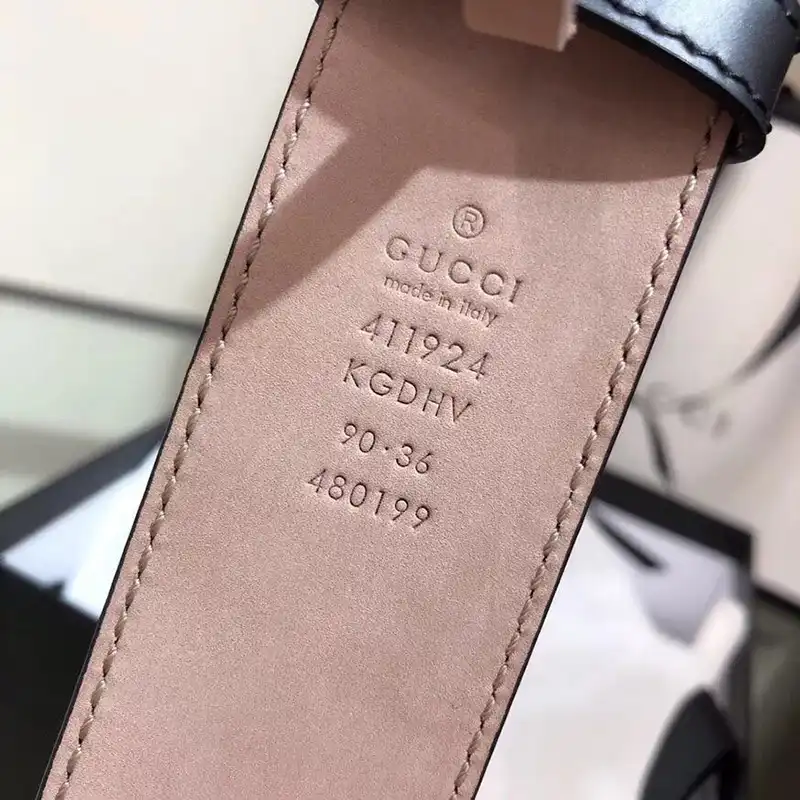 ®
GUCCI
made in italy
411924
KGDHV
90·36
480199